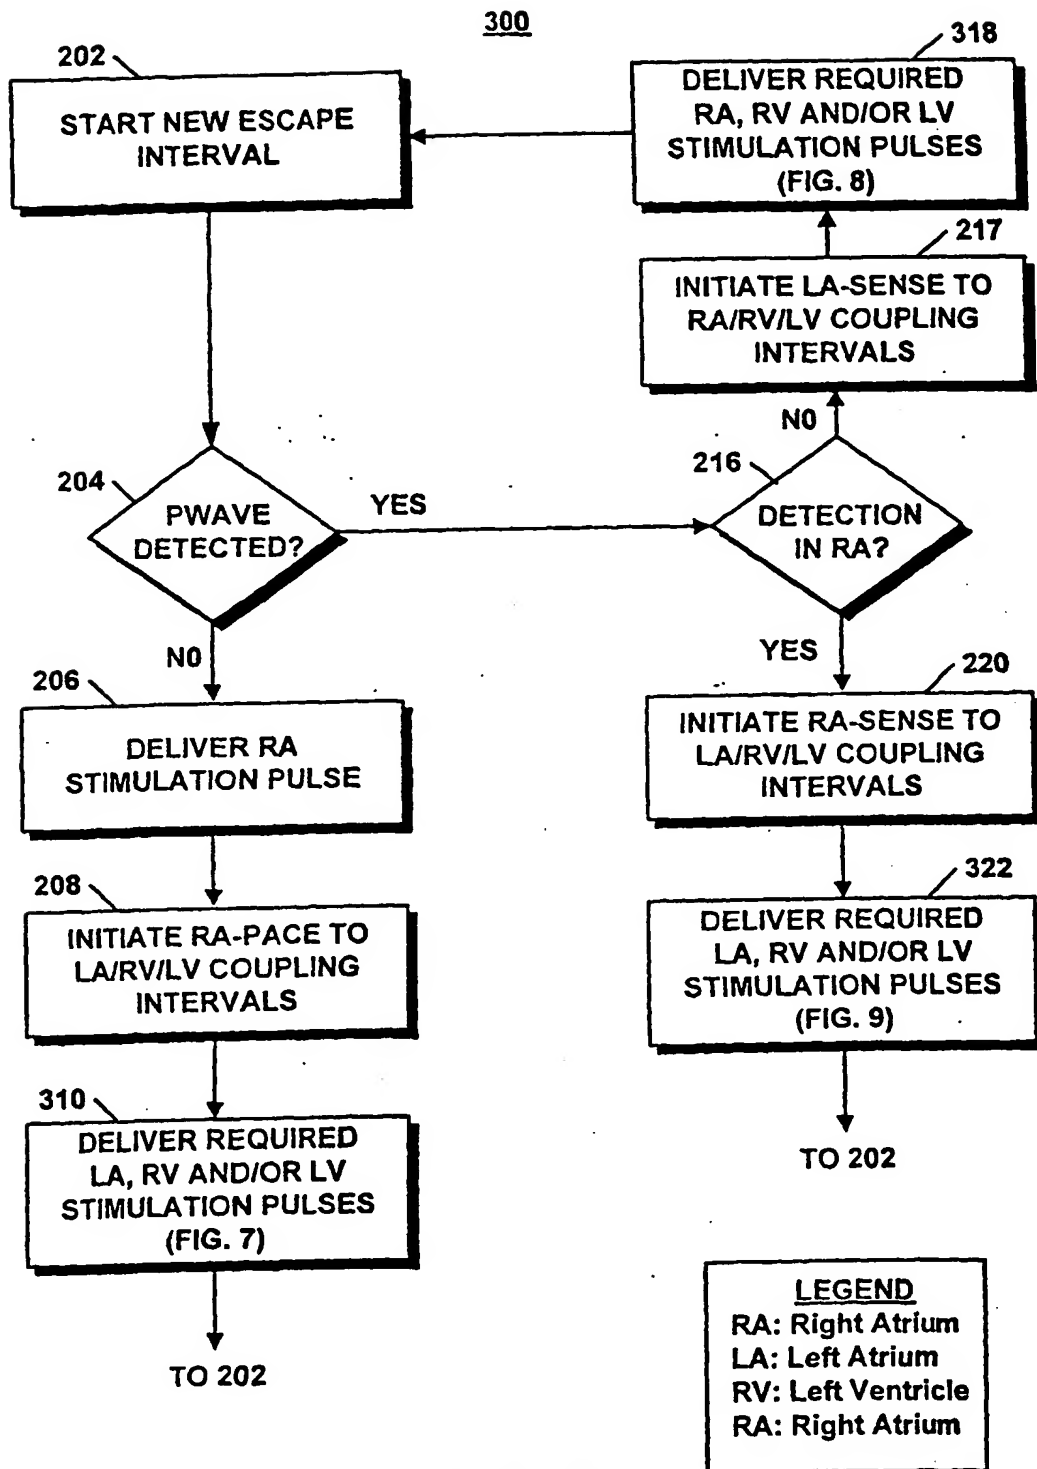 300
202
START NEW ESCAPE
INTERVAL
318
DELIVER REQUIRED
RA, RV AND/OR LV
STIMULATION PULSES
(FIG. 8)
217
INITIATE LA-SENSE TO
RA/RV/LV COUPLING
INTERVALS
NO
204
PWAVE
DETECTED?
YES
216
DETECTION
IN RA?
NO
YES
206
DELIVER RA
STIMULATION PULSE
220
INITIATE RA-SENSE TO
LA/RV/LV COUPLING
INTERVALS
208
INITIATE RA-PACE TO
LA/RV/LV COUPLING
INTERVALS
322
DELIVER REQUIRED
LA, RV AND/OR LV
STIMULATION PULSES
(FIG. 9)
310
DELIVER REQUIRED
LA, RV AND/OR LV
STIMULATION PULSES
(FIG. 7)
TO 202
TO 202
LEGEND
RA: Right Atrium
LA: Left Atrium
RV: Left Ventricle
RA: Right Atrium